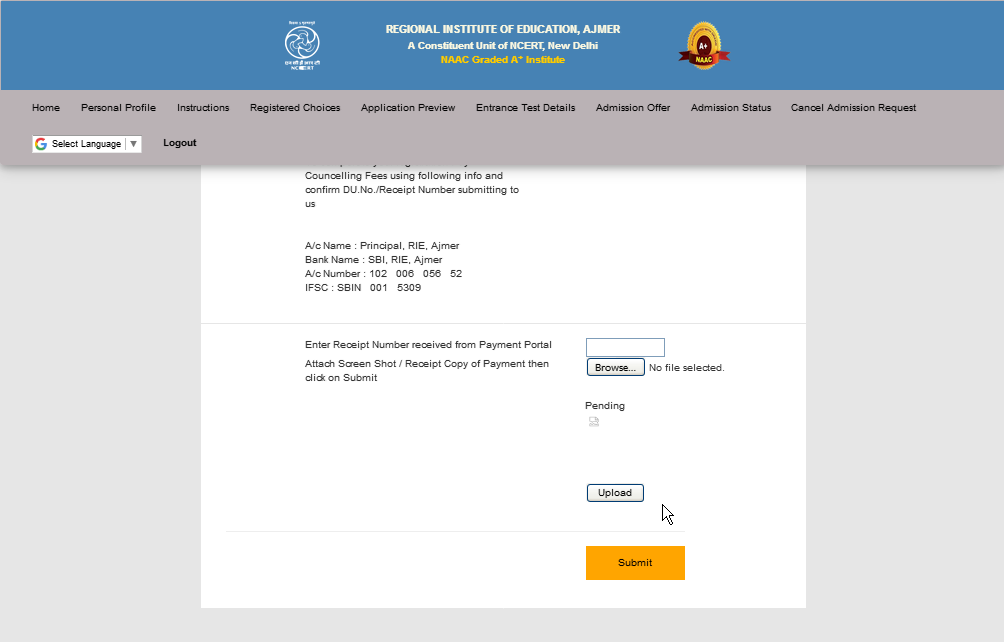 REGIONAL INSTITUTE OF EDUCATION, AJMER
A Constituent Unit of NCERT, New Delhi
NAAC Graded A+ Institute
NCERT
A+
NAAC
Home Personal Profile Instructions Registered Choices Application Preview Entrance Test Details Admission Offer Admission Status Cancel Admission Request
Select Language ▼ Logout
Councelling Fees using following info and
confirm DU.No./Receipt Number submitting to
us
A/c Name : Principal, RIE, Ajmer
Bank Name : SBI, RIE, Ajmer
A/c Number : 102 006 056 52
IFSC : SBIN 001 5309
Enter Receipt Number received from Payment Portal
Attach Screen Shot / Receipt Copy of Payment then
click on Submit
Browse... No file selected.
Pending
Upload
Submit